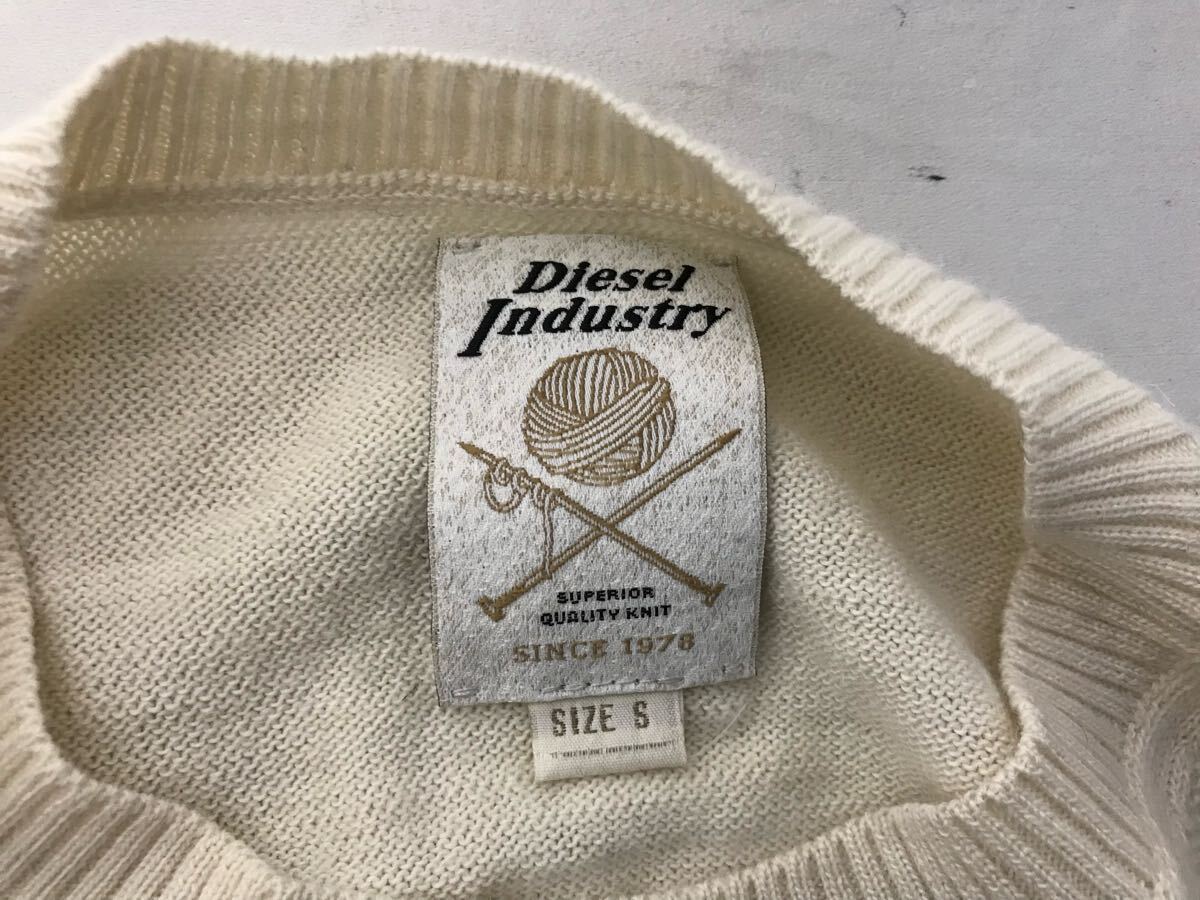 Diesel
Industry
SUPERIOR
QUALITY KNIT
SINCE 1978
SIZE S